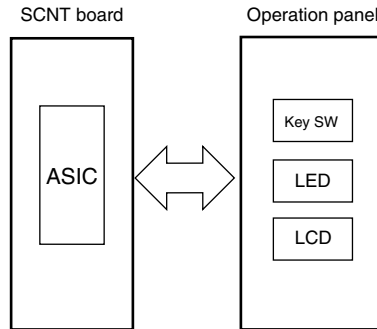 SCNT board
Operation panel
ASIC
Key SW
LED
LCD